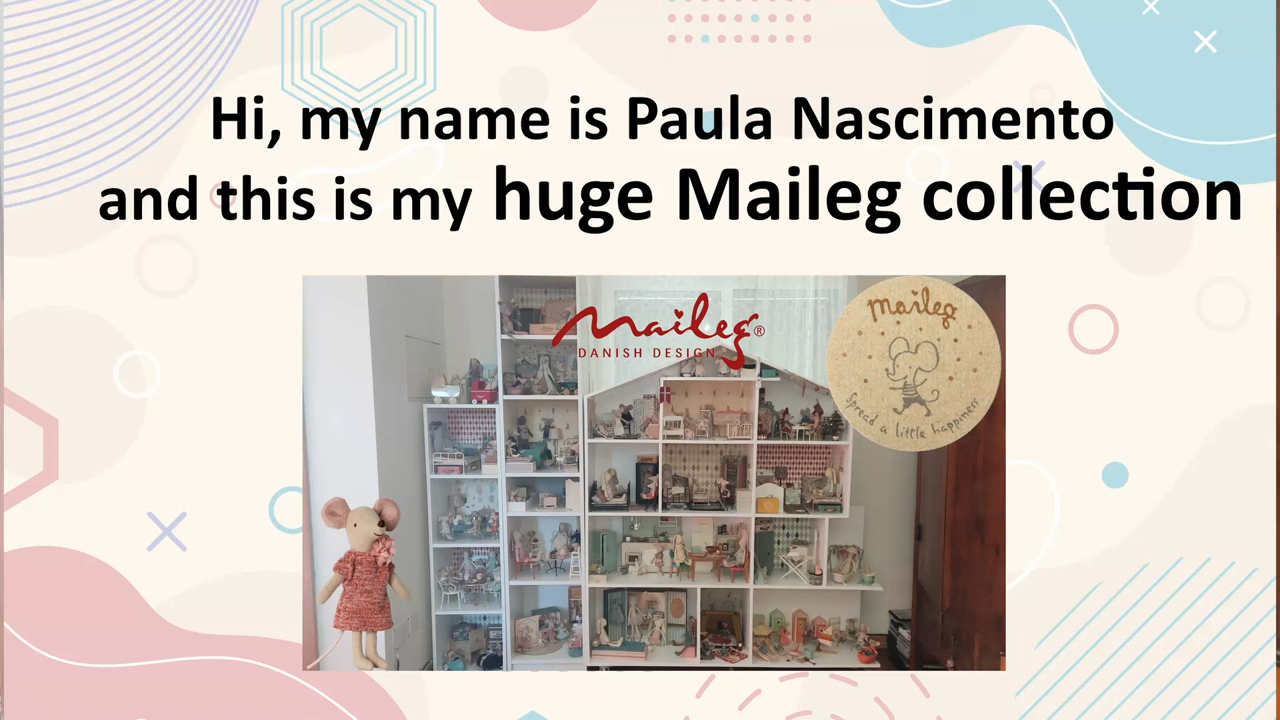 Hi, my name is Paula Nascimento
and this is my huge Maileg collection
Maileg®
DANISH DESIGN
maileg
Spread a little happiness